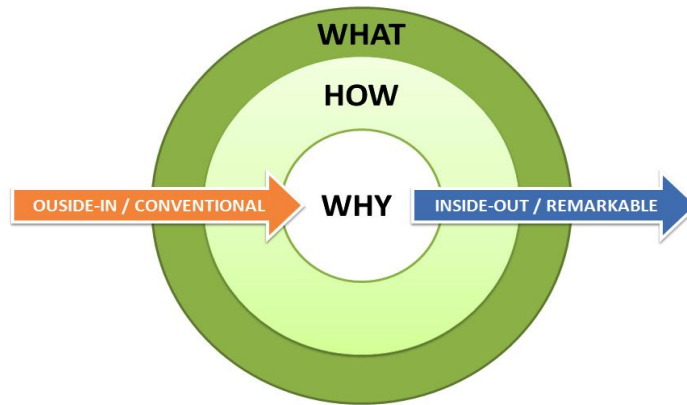 WHAT
HOW
OUSIDE-IN / CONVENTIONAL
WHY
INSIDE-OUT / REMARKABLE